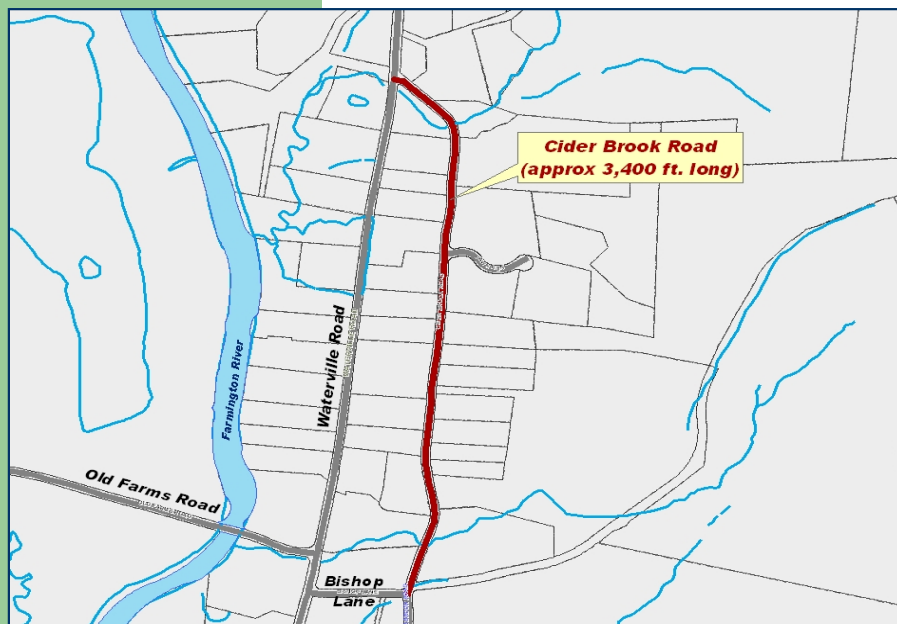 Cider Brook Road
(approx 3,400 ft. long)
Waterville Road
Farmington River
Old Farms Road
Bishop
Lane